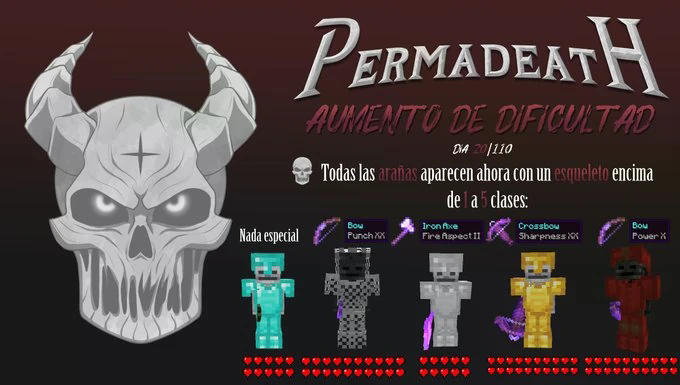 PERMADEATH
AUMENTO DE DIFICULTAD
DIA 20/110
Todas las arañas aparecen ahora con un esqueleto encima
de 1 a 5 clases:
Nada especial
Bow
Punch XX
Iron Axe
Fire Aspect II
Crossbow
Sharpness XX
Bow
Power X